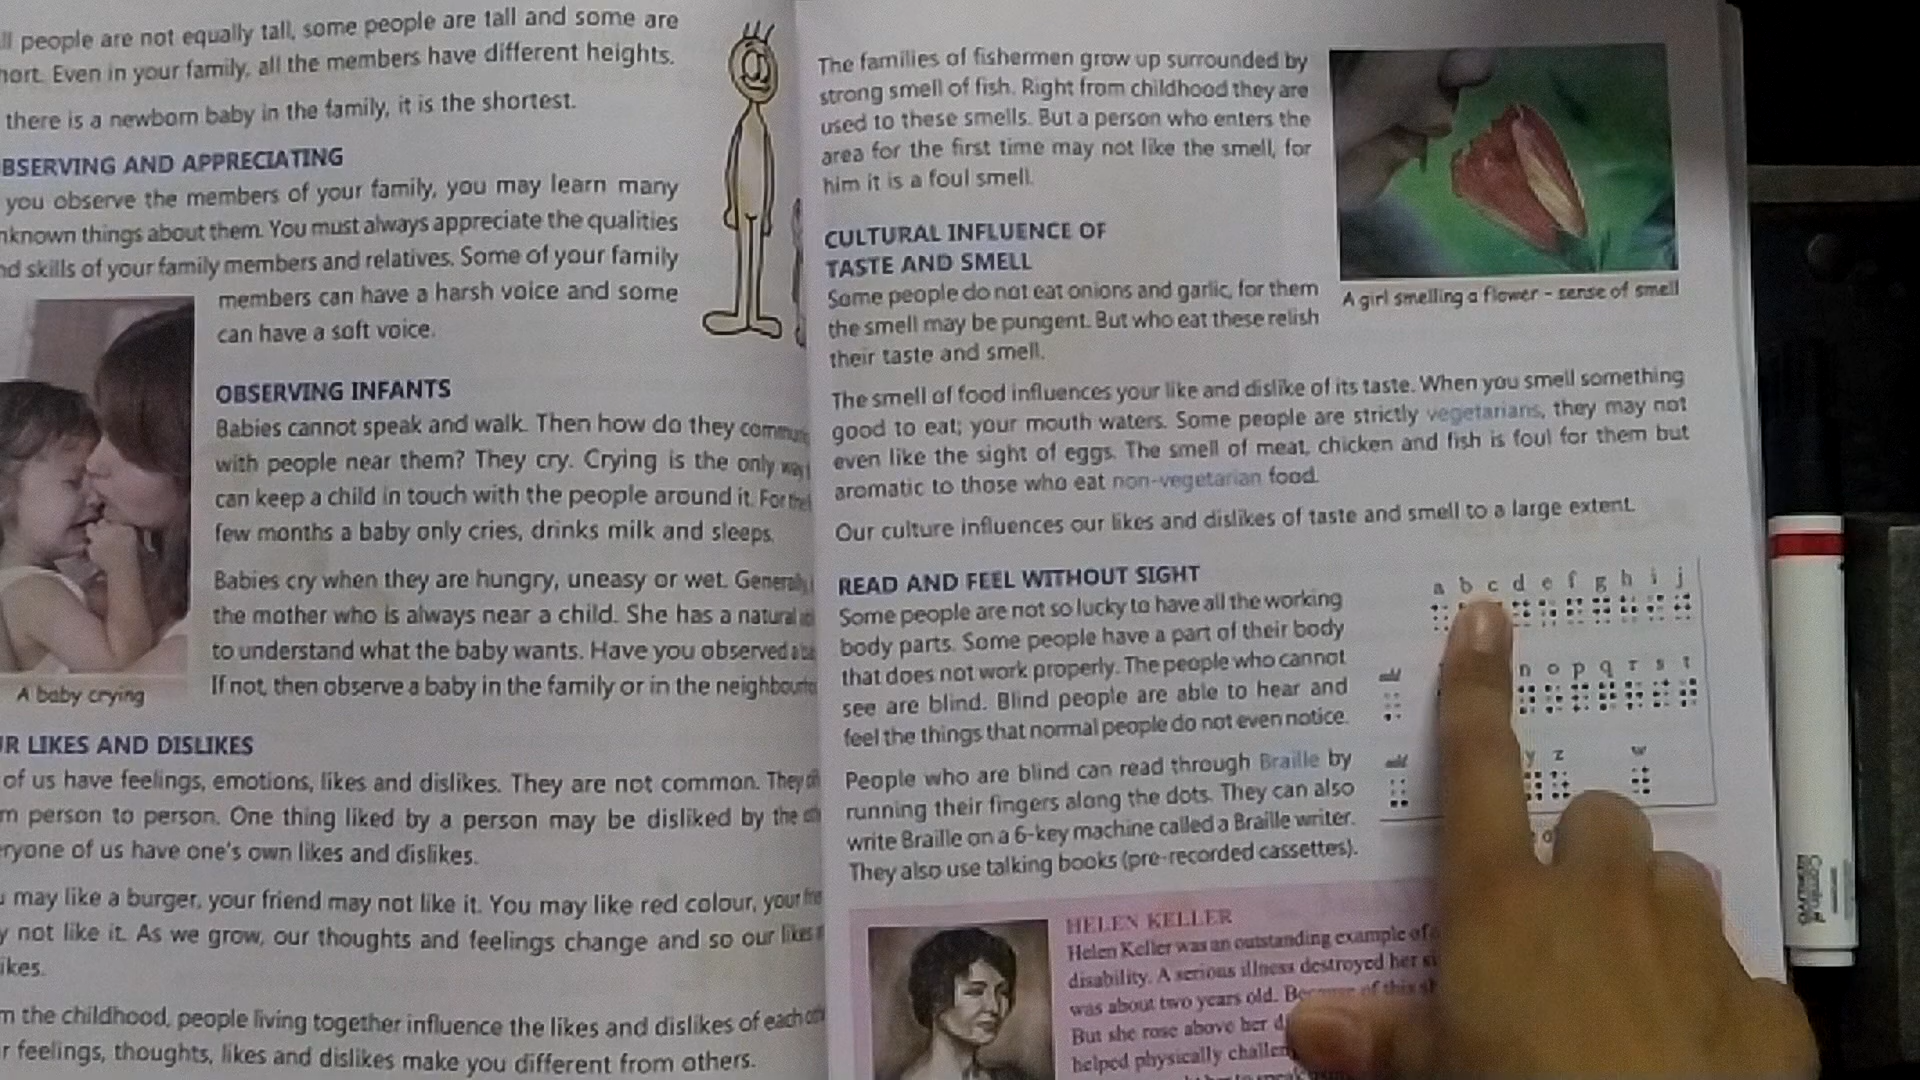 people are not equally tall, some people are tall and some are
Even in your family, all the members have different heights.
there is a newborn baby in the family, it is the shortest.
AND APPRECIATING
you observe the members of your family, you may learn many
things about them. You must always appreciate the qualities
skills of your family members and relatives. Some of your family
members can have a harsh voice and some
can have a soft voice.
OBSERVING INFANTS
Babies cannot speak and walk. Then how do they
with people near them? They cry. Crying is the only way
can keep a child in touch with the people around it. For
few months a baby only cries, drinks milk and sleeps.
Babies cry when they are hungry, uneasy or wet.
the mother who is always near a child. She has a natural
to understand what the baby wants. Have you observed
If not, then observe a baby in the family or in the
A baby crying
LIKES AND DISLIKES
of us have feelings, emotions, likes and dislikes. They are not common. They
person to person. One thing liked by a person may be disliked by the
of us have one's own likes and dislikes.
may like a burger, your friend may not like it. You may like red colour, your
not like it. As we grow, our thoughts and feelings change and so our likes
the childhood, people living together influence the likes and dislikes of each
feelings, thoughts, likes and dislikes make you different from others.
The families of fishermen grow up surrounded by
strong smell of fish. Right from childhood they are
used to these smells. But a person who enters the
area for the first time may not like the smell, for
him it is a foul smell.
CULTURAL INFLUENCE OF
TASTE AND SMELL
Some people do not eat onions and garlic, for them
the smell may be pungent. But who eat these relish
their taste and smell.
A girl smelling a flower - sense of smell
The smell of food influences your like and dislike of its taste. When you smell something
good to eat; your mouth waters. Some people are strictly vegetarians, they may not
even like the sight of eggs. The smell of meat, chicken and fish is foul for them but
aromatic to those who eat non-vegetarian food.
Our culture influences our likes and dislikes of taste and smell to a large extent.
READ AND FEEL WITHOUT SIGHT
Some people are not so lucky to have all the working
body parts. Some people have a part of their body
that does not work properly. The people who cannot
see are blind. Blind people are able to hear and
feel the things that normal people do not even notice.
People who are blind can read through Braille by
running their fingers along the dots. They can also
write Braille on a 6-key machine called a Braille writer.
They also use talking books (pre-recorded cassettes).
a b c d e f g h i j
add n o p q r s t
add y z w
HELEN KELLER
Helen Keller was an outstanding example of
disability. A serious illness destroyed her
was about two years old. Because of this
But she rose above her
helped physically